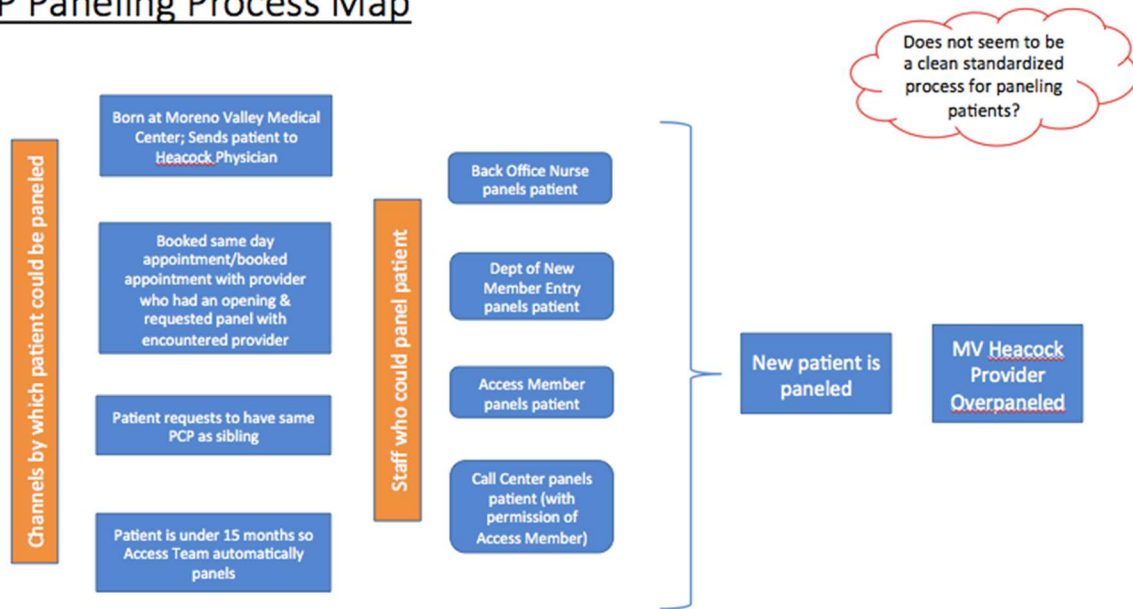 P Paneling Process Map
Does not seem to be
a clean standardized
process for paneling
patients?
Channels by which patient could be paneled
Born at Moreno Valley Medical
Center; Sends patient to
Heacock Physician
Booked same day
appointment/booked
appointment with provider
who had an opening &
requested panel with
encountered provider
Patient requests to have same
PCP as sibling
Patient is under 15 months so
Access Team automatically
panels
Staff who could panel patient
Back Office Nurse
panels patient
Dept of New
Member Entry
panels patient
Access Member
panels patient
Call Center panels
patient (with
permission of
Access Member)
New patient is
paneled
MV Heacock
Provider
Overpaneled